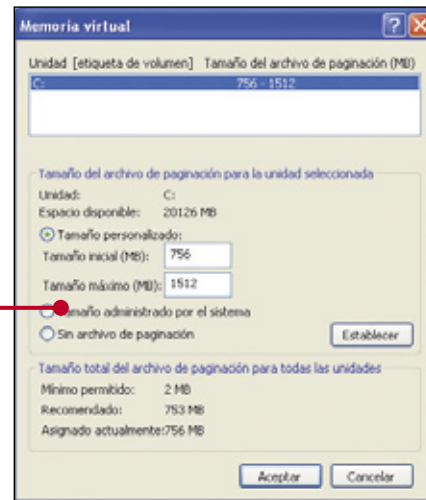 Memoria virtual
Unidad [etiqueta de volumen] Tamaño del archivo de paginación (MB)
C: 756 - 1512
Tamaño del archivo de paginación para la unidad seleccionada
Unidad: C:
Espacio disponible: 20126 MB
Tamaño personalizado:
Tamaño inicial (MB): 756
Tamaño máximo (MB): 1512
Tamaño administrado por el sistema
Sin archivo de paginación Establecer
Tamaño total del archivo de paginación para todas las unidades
Mínimo permitido: 2 MB
Recomendado: 753 MB
Asignado actualmente: 756 MB
Aceptar Cancelar